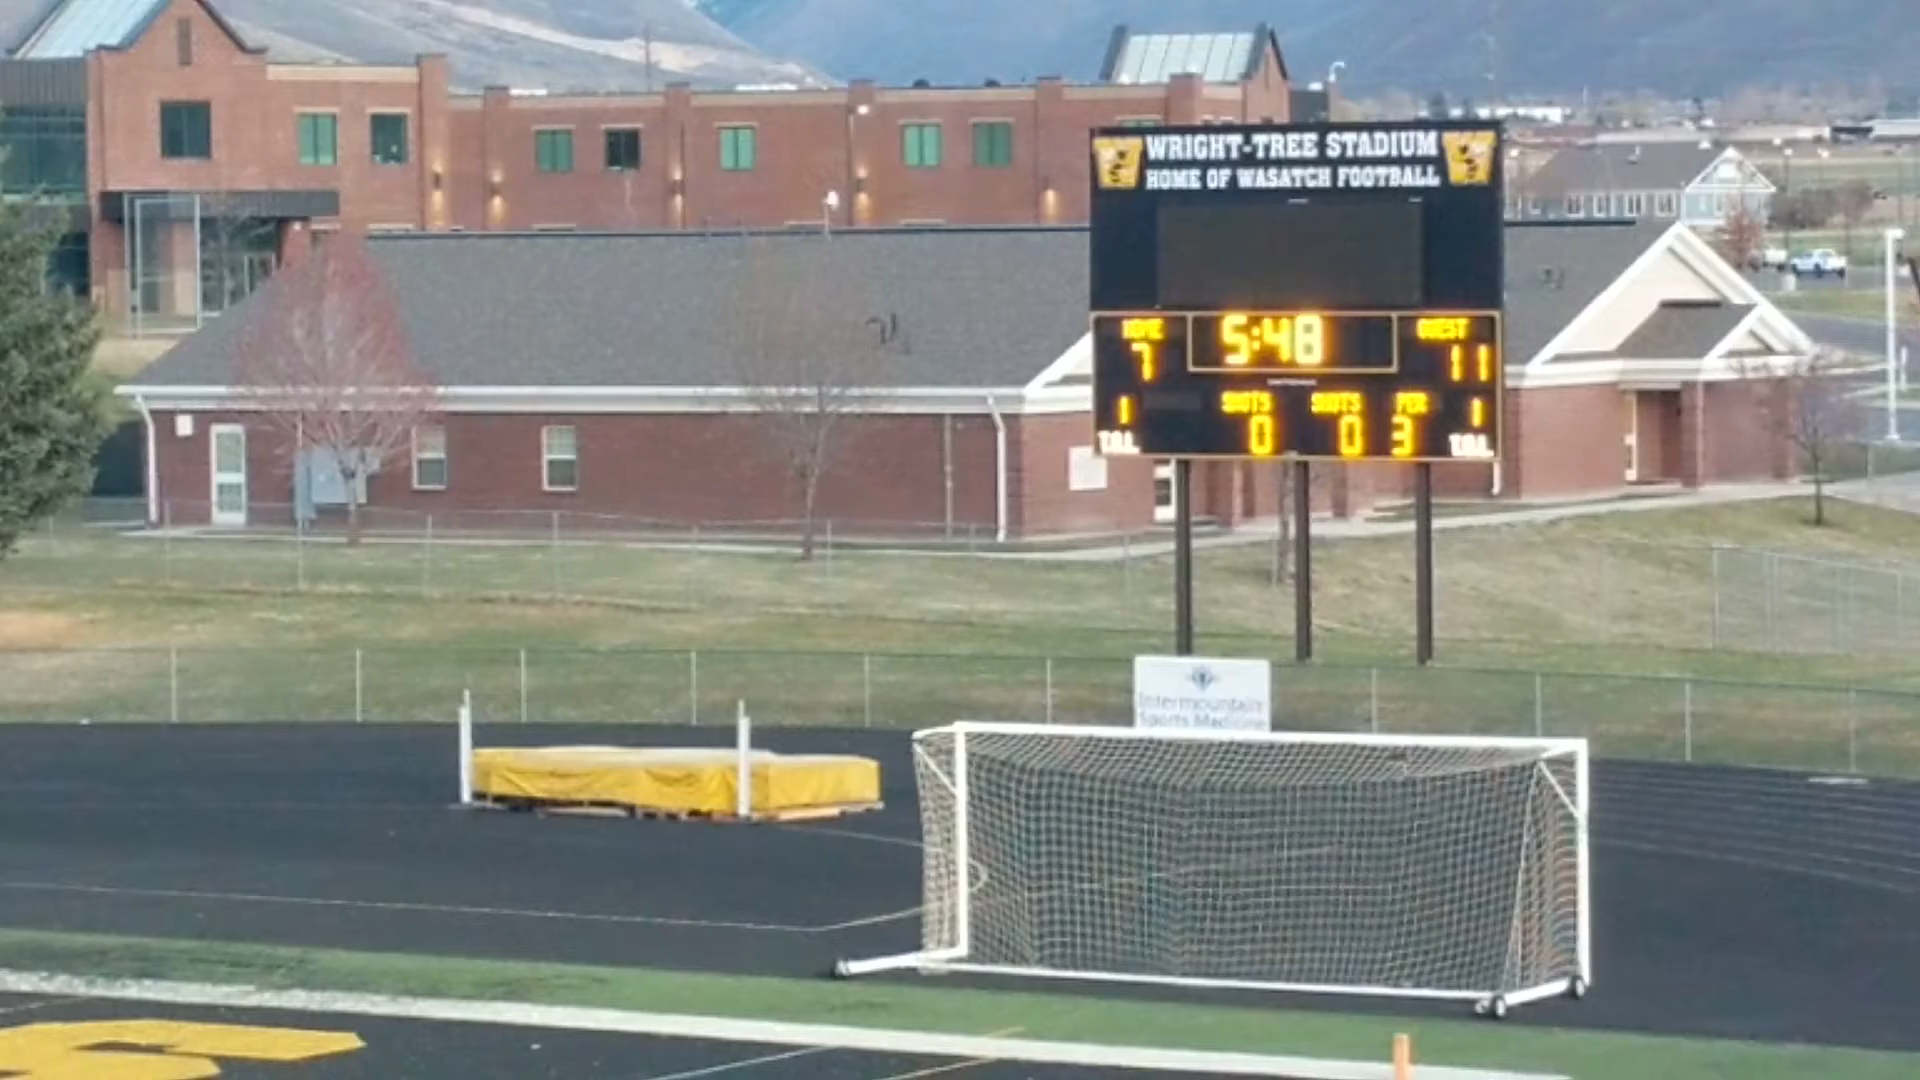 WRIGHT-TREE STADIUM
HOME OF WASATCH FOOTBALL
HOME 5:48 GUEST
7 11
1 SHOTS SHOTS PER 1
T.O.L. 0 0 3 T.O.L.
Intermountain
Sports Medicine